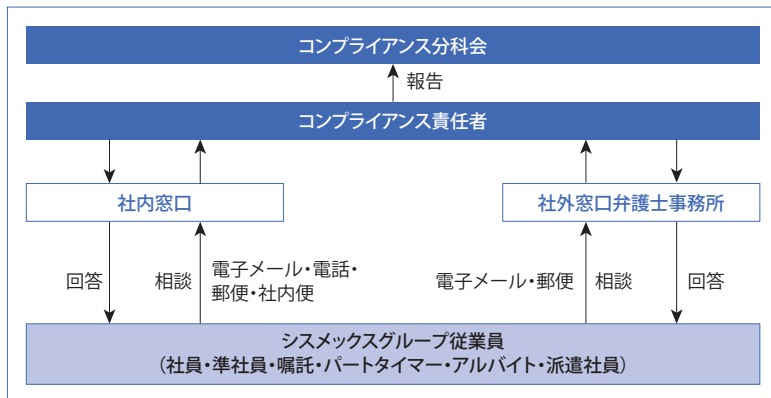 コンプライアンス分科会
報告
コンプライアンス責任者
社内窓口
社外窓口弁護士事務所
回答
相談
電子メール・電話・
郵便・社内便
電子メール・郵便
相談
回答
シスメックスグループ従業員
(社員・準社員・嘱託・パートタイマー・アルバイト・派遣社員)